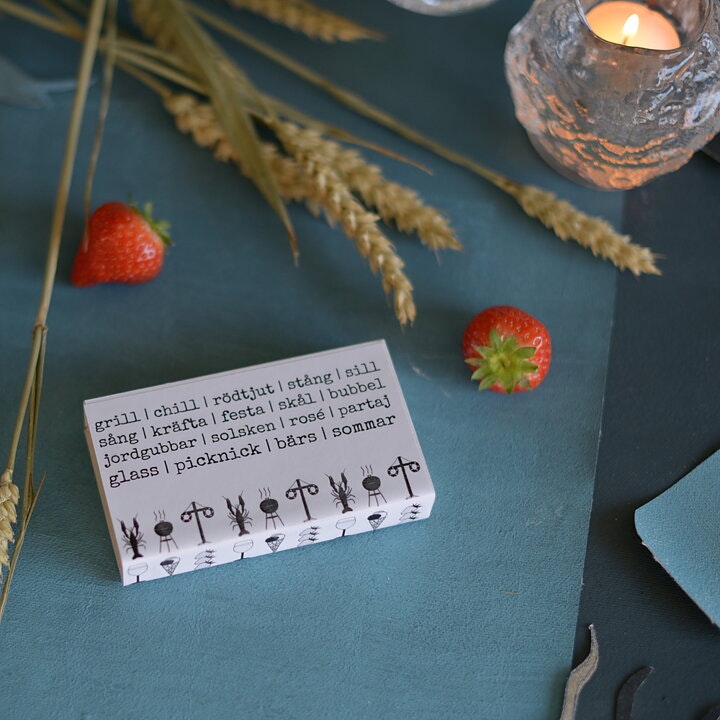 grill | chill | rödtjut | stång | sill
sång | kräfta | festa | skål | bubbel
jordgubbar | solsken | rosé | partaj
glass | picknick | bärs | sommar